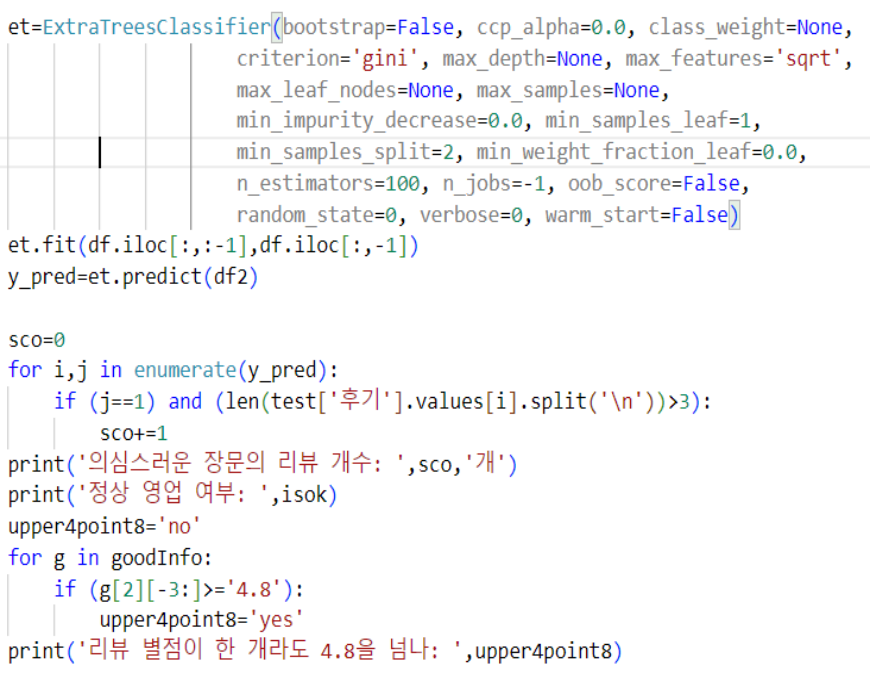 et=ExtraTreesClassifier(bootstrap=False, ccp_alpha=0.0, class_weight=None,
criterion='gini', max_depth=None, max_features='sqrt',
max_leaf_nodes=None, max_samples=None,
min_impurity_decrease=0.0, min_samples_leaf=1,
min_samples_split=2, min_weight_fraction_leaf=0.0,
n_estimators=100, n_jobs=-1, oob_score=False,
random_state=0, verbose=0, warm_start=False)
et.fit(df.iloc[:,:-1],df.iloc[:,-1])
y_pred=et.predict(df2)
sco=0
for i,j in enumerate(y_pred):
if (j==1) and (len(test['후기'].values[i].split('\n'))>3):
sco+=1
print('의심스러운 장문의 리뷰 개수: ',sco,'개')
print('정상 영업 여부: ',isok)
upper4point8='no'
for g in goodInfo:
if (g[2][-3:]>='4.8'):
upper4point8='yes'
print('리뷰 별점이 한 개라도 4.8을 넘나: ',upper4point8)